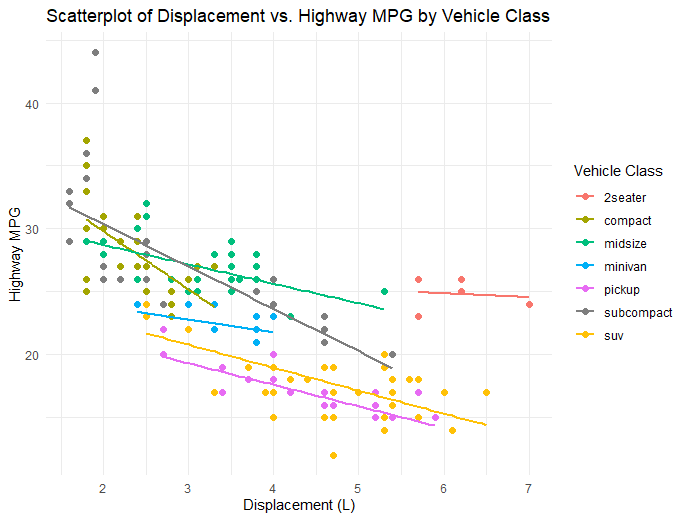 Scatterplot of Displacement vs. Highway MPG by Vehicle Class
Highway MPG
40
30
20
2
3
4
5
6
7
Displacement (L)
Vehicle Class
2seater
compact
midsize
minivan
pickup
subcompact
suv